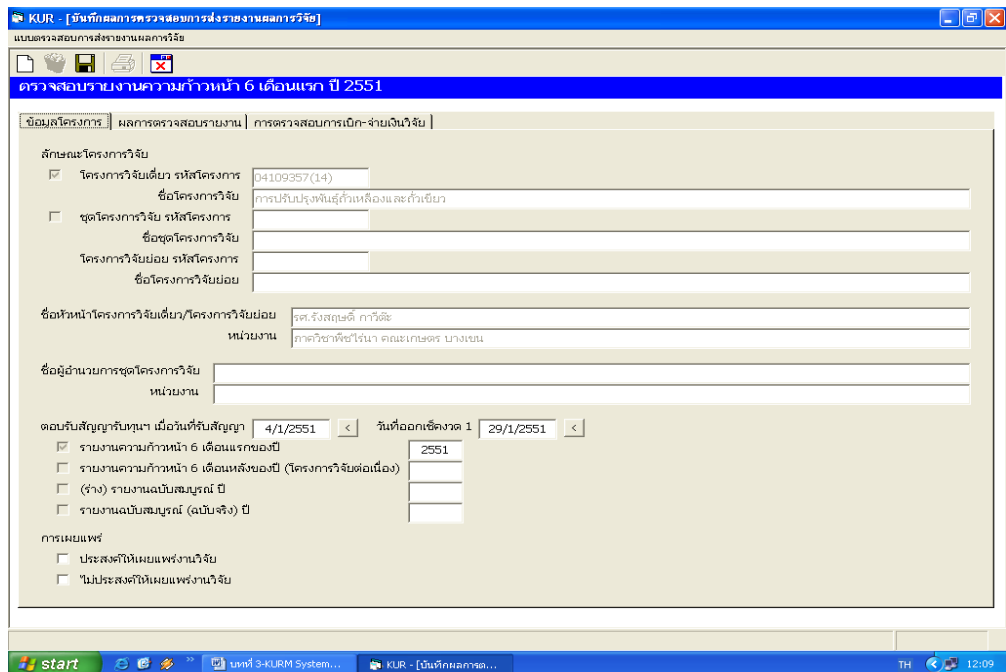 KUR - [บันทึกผลการตรวจสอบการส่งรายงานผลการวิจัย]
แบบตรวจสอบการส่งรายงานผลการวิจัย
ตรวจสอบรายงานความก้าวหน้า 6 เดือนแรก ปี 2551
ข้อมูลโครงการ ผลการตรวจสอบรายงาน การตรวจสอบการเบิก-จ่ายเงินวิจัย
ลักษณะโครงการวิจัย
โครงการวิจัยเดี่ยว รหัสโครงการ 04109357(14)
ชื่อโครงการวิจัย การปรับปรุงพันธุ์ถั่วเหลืองและถั่วเขียว
ชุดโครงการวิจัย รหัสโครงการ
ชื่อชุดโครงการวิจัย
โครงการวิจัยย่อย รหัสโครงการ
ชื่อโครงการวิจัยย่อย
ชื่อหัวหน้าโครงการวิจัยเดี่ยว/โครงการวิจัยย่อย รศ.รังสฤษดิ์ กาวีต๊ะ
หน่วยงาน ภาควิชาพืชไร่นา คณะเกษตร บางเขน
ชื่อผู้อำนวยการชุดโครงการวิจัย
หน่วยงาน
ตอบรับสัญญารับทุนฯ เมื่อวันที่รับสัญญา 4/1/2551 < วันที่ออกเช็คงวด 1 29/1/2551 <
รายงานความก้าวหน้า 6 เดือนแรกของปี 2551
รายงานความก้าวหน้า 6 เดือนหลังของปี (โครงการวิจัยต่อเนื่อง)
(ร่าง) รายงานฉบับสมบูรณ์ ปี
รายงานฉบับสมบูรณ์ (ฉบับจริง) ปี
การเผยแพร่
ประสงค์ให้เผยแพร่งานวิจัย
ไม่ประสงค์ให้เผยแพร่งานวิจัย
start » บทที่ 3-KURM System... KUR - [บันทึกผลการต... TH 12:09